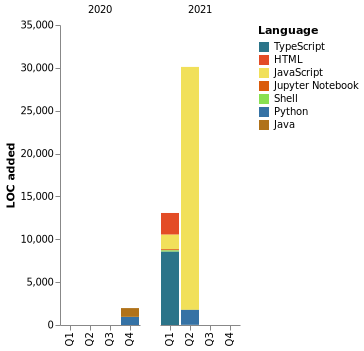 2020 2021
Language
TypeScript
HTML
JavaScript
Jupyter Notebook
Shell
Python
Java
LOC added
35,000
30,000
25,000
20,000
15,000
10,000
5,000
0
Q1 Q2 Q3 Q4 Q1 Q2 Q3 Q4